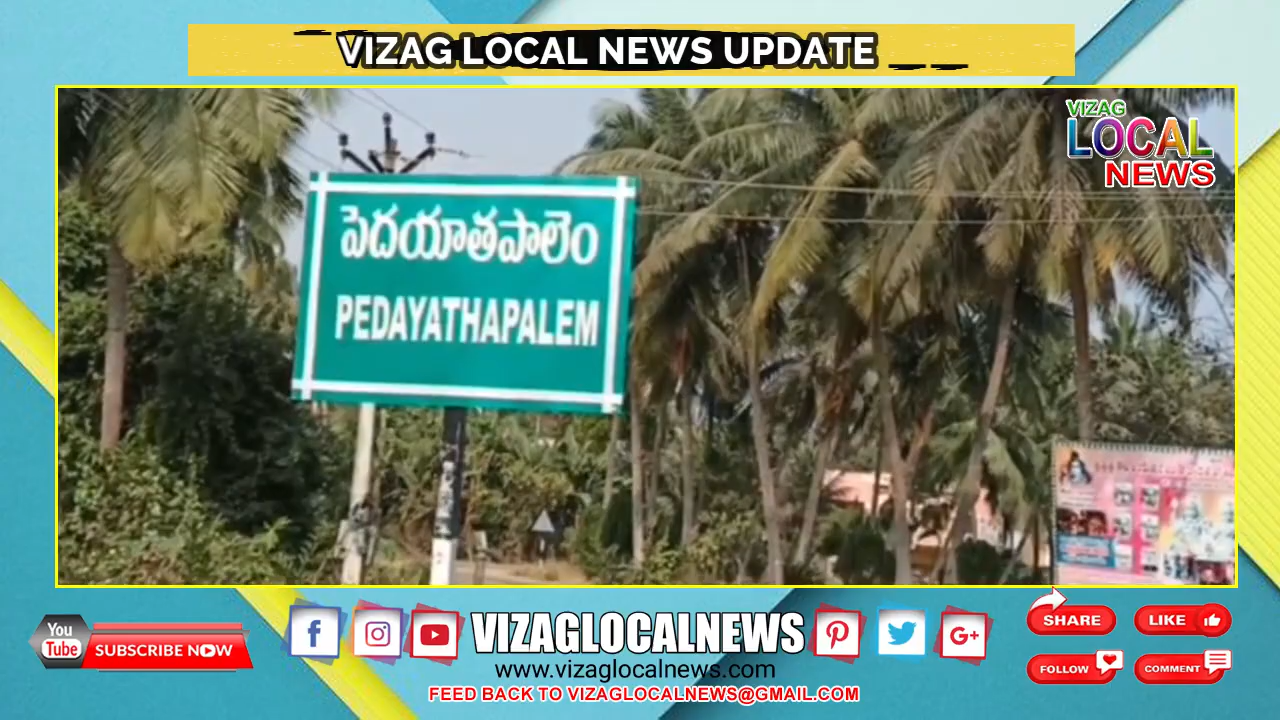 VIZAG LOCAL NEWS UPDATE
VIZAG
LOCAL
NEWS
పెదయాతపాలెం
PEDAYATHAPALEM
You
Tube
SUBSCRIBE NOW
VIZAGLOCALNEWS
www.vizaglocalnews.com
FEED BACK TO VIZAGLOCALNEWS@GMAIL.COM
G+
SHARE
LIKE
FOLLOW
COMMENT